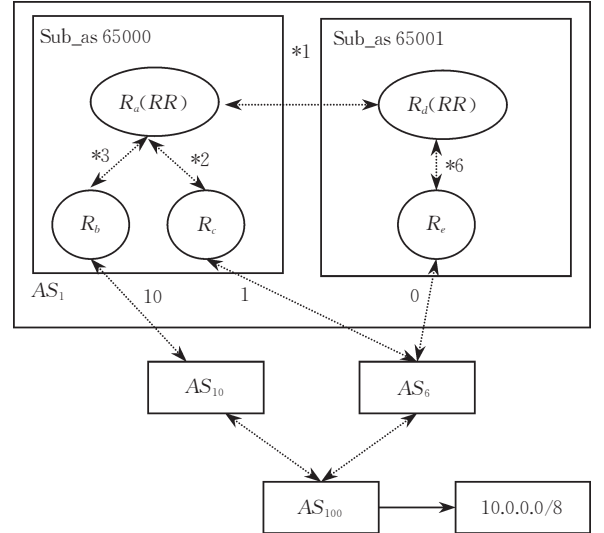 Sub_as 65000
*1
Sub_as 65001
Ra(RR)
Rd(RR)
*3
*2
*6
Rb
Rc
Re
AS1
10
1
0
AS10
AS6
AS100
10.0.0.0/8